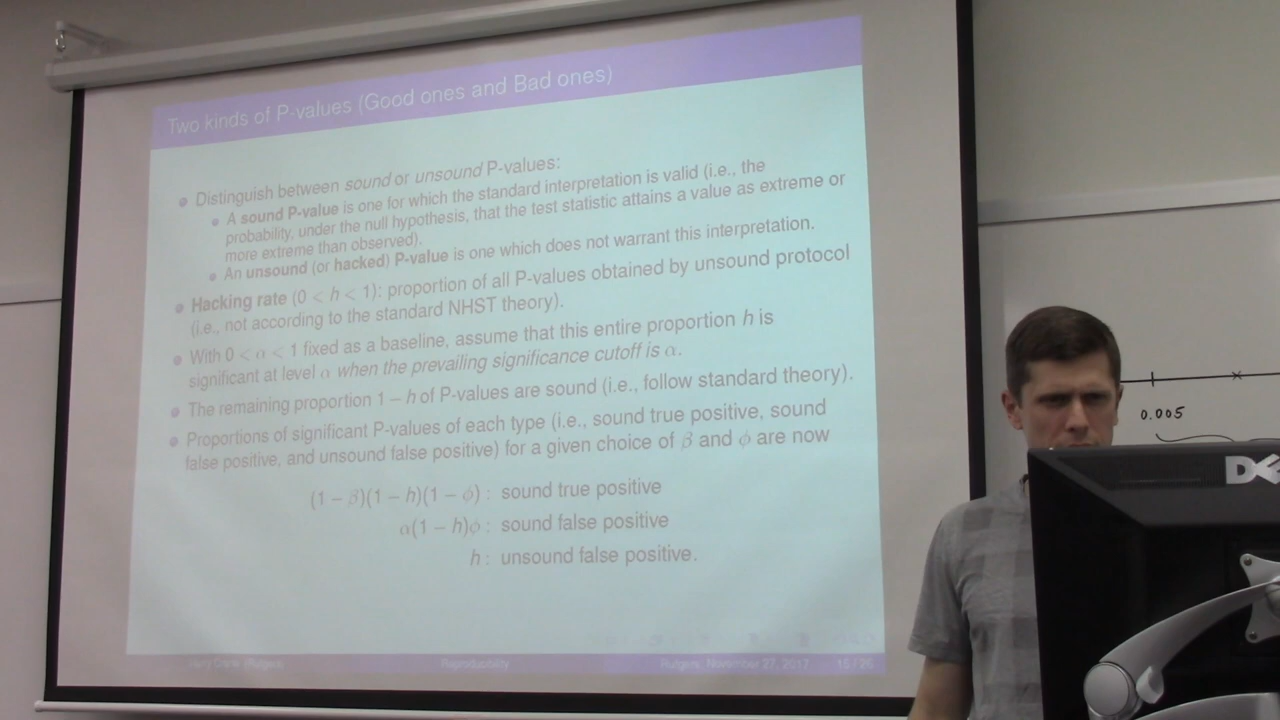 Two kinds of P-values (Good ones and Bad ones)
Distinguish between sound or unsound P-values:
A sound P-value is one for which the standard interpretation is valid (i.e., the
probability, under the null hypothesis, that the test statistic attains a value as extreme or
more extreme than observed).
An unsound (or hacked) P-value is one which does not warrant this interpretation.
Hacking rate (0 < h < 1): proportion of all P-values obtained by unsound protocol
(i.e., not according to the standard NHST theory).
With 0 < α < 1 fixed as a baseline, assume that this entire proportion h is
significant at level α when the prevailing significance cutoff is α.
The remaining proportion 1 − h of P-values are sound (i.e., follow standard theory).
Proportions of significant P-values of each type (i.e., sound true positive, sound
false positive, and unsound false positive) for a given choice of β and ϕ are now
(1 − β)(1 − h)(1 − ϕ) : sound true positive
α(1 − h)ϕ : sound false positive
h : unsound false positive.
Harry Crane (Rutgers) Reproducibility Rutgers, November 27, 2017 15 / 26
0.005
DE